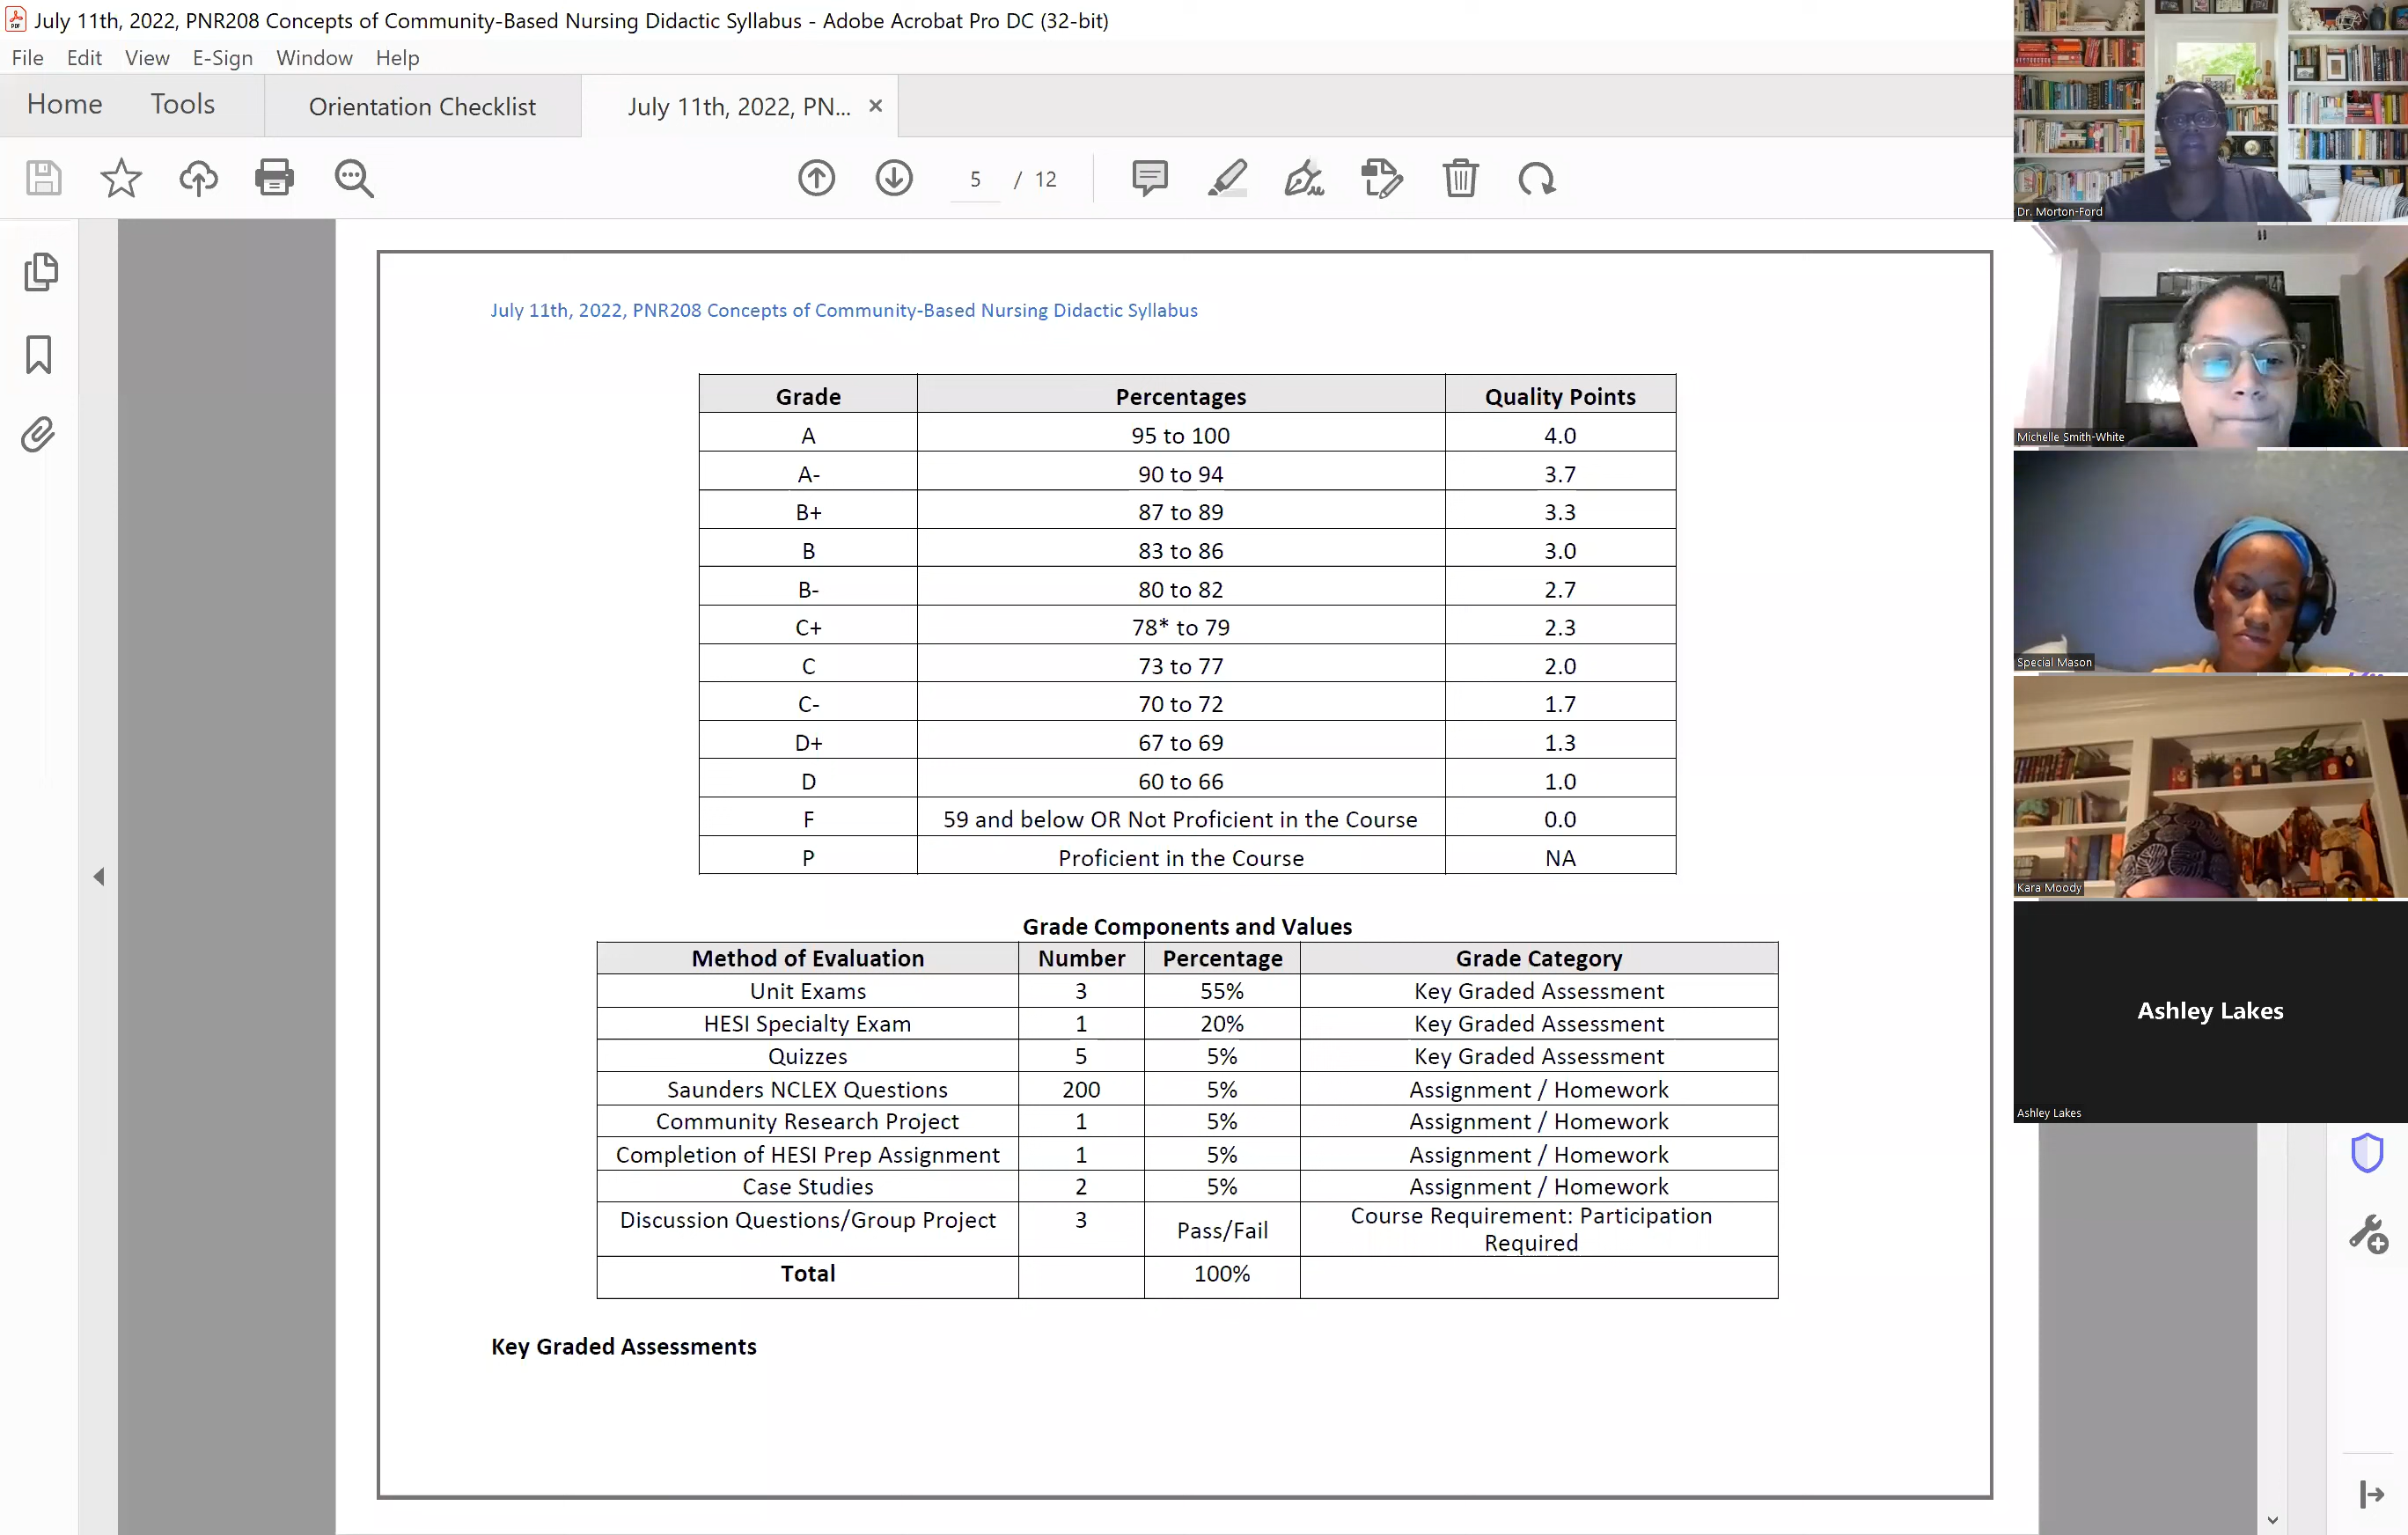 July 11th, 2022, PNR208 Concepts of Community-Based Nursing Didactic Syllabus - Adobe Acrobat Pro DC (32-bit)
File Edit View E-Sign Window Help
Home Tools Orientation Checklist July 11th, 2022, PN... ×
5 / 12
July 11th, 2022, PNR208 Concepts of Community-Based Nursing Didactic Syllabus
Grade Percentages Quality Points
A 95 to 100 4.0
A- 90 to 94 3.7
B+ 87 to 89 3.3
B 83 to 86 3.0
B- 80 to 82 2.7
C+ 78* to 79 2.3
C 73 to 77 2.0
C- 70 to 72 1.7
D+ 67 to 69 1.3
D 60 to 66 1.0
F 59 and below OR Not Proficient in the Course 0.0
P Proficient in the Course NA
Grade Components and Values
Method of Evaluation Number Percentage Grade Category
Unit Exams 3 55% Key Graded Assessment
HESI Specialty Exam 1 20% Key Graded Assessment
Quizzes 5 5% Key Graded Assessment
Saunders NCLEX Questions 200 5% Assignment / Homework
Community Research Project 1 5% Assignment / Homework
Completion of HESI Prep Assignment 1 5% Assignment / Homework
Case Studies 2 5% Assignment / Homework
Discussion Questions/Group Project 3 Pass/Fail Course Requirement: Participation
Required
Total 100%
Key Graded Assessments
Dr. Morton-Ford
Michelle Smith-White
Special Mason
Kara Moody
Ashley Lakes
Ashley Lakes